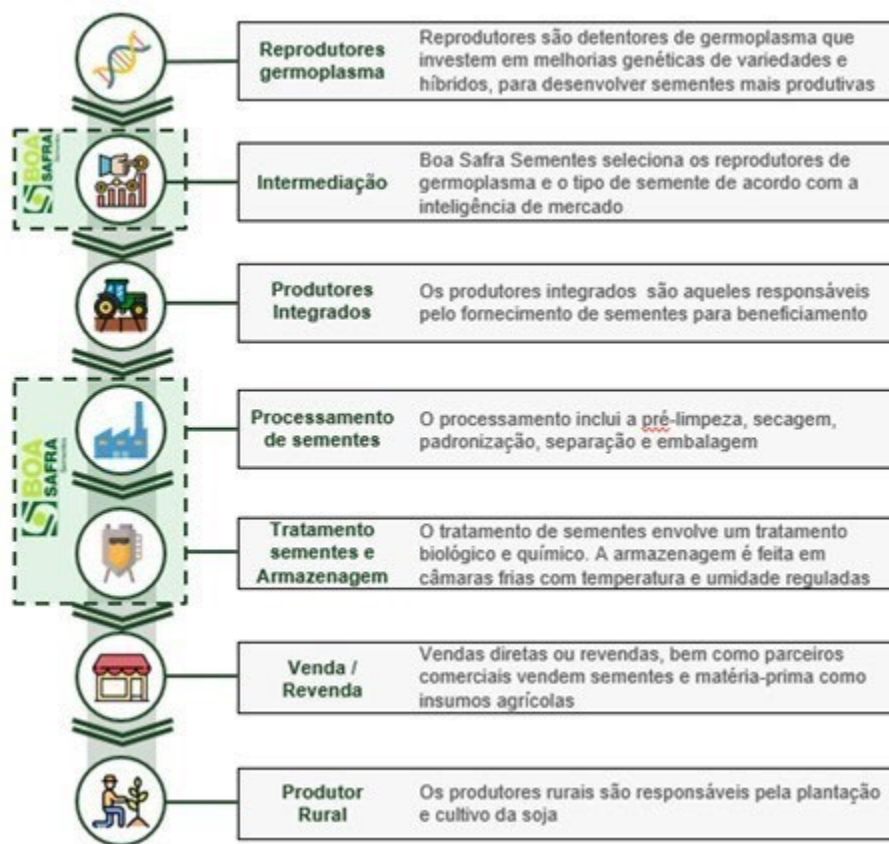 Reprodutores
germoplasma
Reprodutores são detentores de germoplasma que
investem em melhorias genéticas de variedades e
híbridos, para desenvolver sementes mais produtivas
BOA
SAFRA
Sementes
Intermediação
Boa Safra Sementes seleciona os reprodutores de
germoplasma e o tipo de semente de acordo com a
inteligência de mercado
Produtores
Integrados
Os produtores integrados são aqueles responsáveis
pelo fornecimento de sementes para beneficiamento
BOA
SAFRA
Sementes
Processamento
de sementes
O processamento inclui a pré-limpeza, secagem,
padronização, separação e embalagem
Tratamento
sementes e
Armazenagem
O tratamento de sementes envolve um tratamento
biológico e químico. A armazenagem é feita em
câmaras frias com temperatura e umidade reguladas
Venda /
Revenda
Vendas diretas ou revendas, bem como parceiros
comerciais vendem sementes e matéria-prima como
insumos agrícolas
Produtor
Rural
Os produtores rurais são responsáveis pela plantação
e cultivo da soja